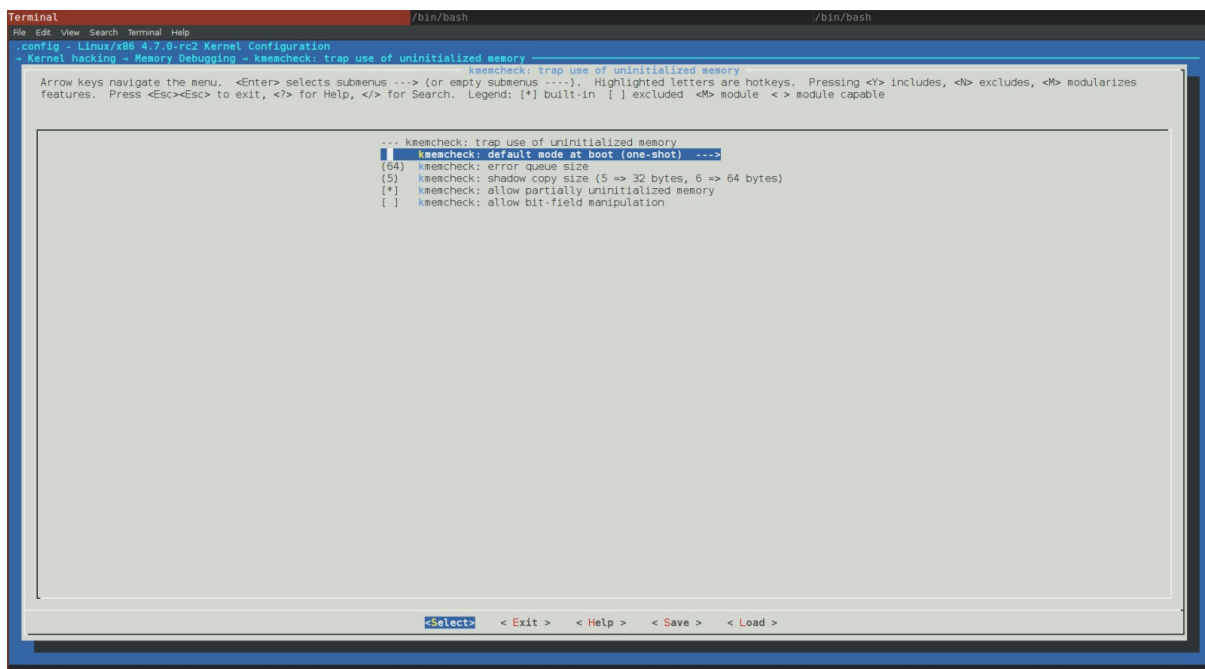 Terminal /bin/bash /bin/bash
File Edit View Search Terminal Help
.config - Linux/x86 4.7.0-rc2 Kernel Configuration
→ Kernel hacking → Memory Debugging → kmemcheck: trap use of uninitialized memory
kmemcheck: trap use of uninitialized memory
Arrow keys navigate the menu. <Enter> selects submenus ---> (or empty submenus ----). Highlighted letters are hotkeys. Pressing <Y> includes, <N> excludes, <M> modularizes
features. Press <Esc><Esc> to exit, <?> for Help, </> for Search. Legend: [*] built-in [ ] excluded <M> module < > module capable
--- kmemcheck: trap use of uninitialized memory
kmemcheck: default mode at boot (one-shot) --->
(64) kmemcheck: error queue size
(5) kmemcheck: shadow copy size (5 => 32 bytes, 6 => 64 bytes)
[*] kmemcheck: allow partially uninitialized memory
[ ] kmemcheck: allow bit-field manipulation
<Select> < Exit > < Help > < Save > < Load >